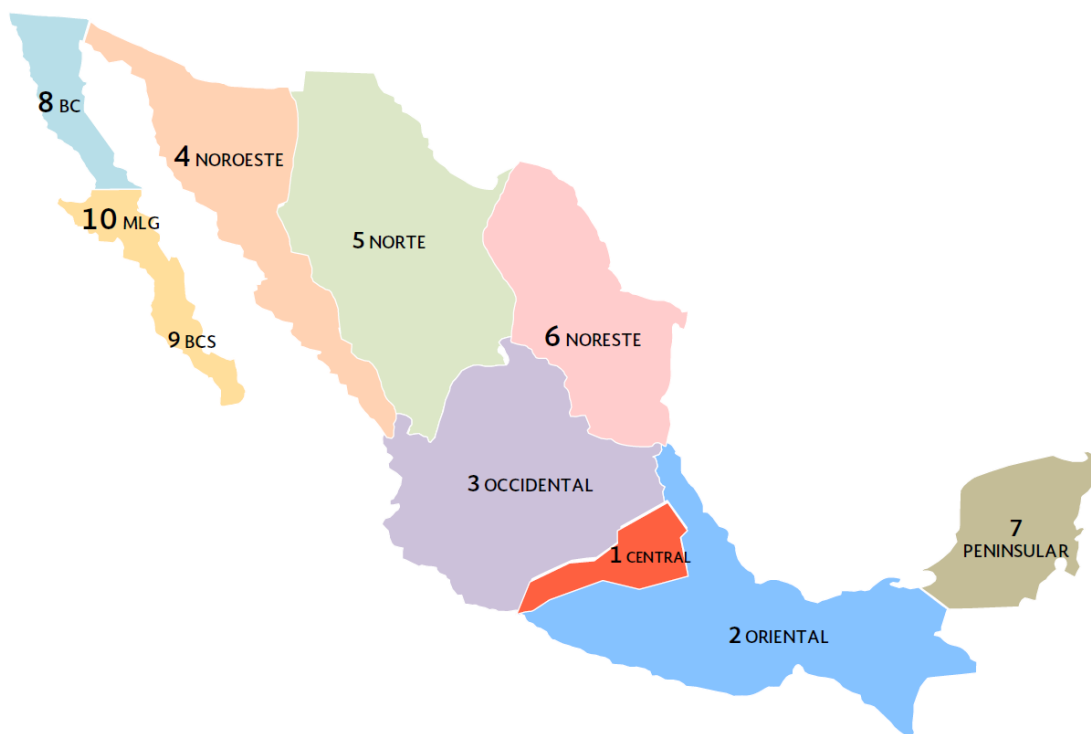 8 BC
4 NOROESTE
10 MLG
5 NORTE
9 BCS
6 NORESTE
3 OCCIDENTAL
7
PENINSULAR
1 CENTRAL
2 ORIENTAL